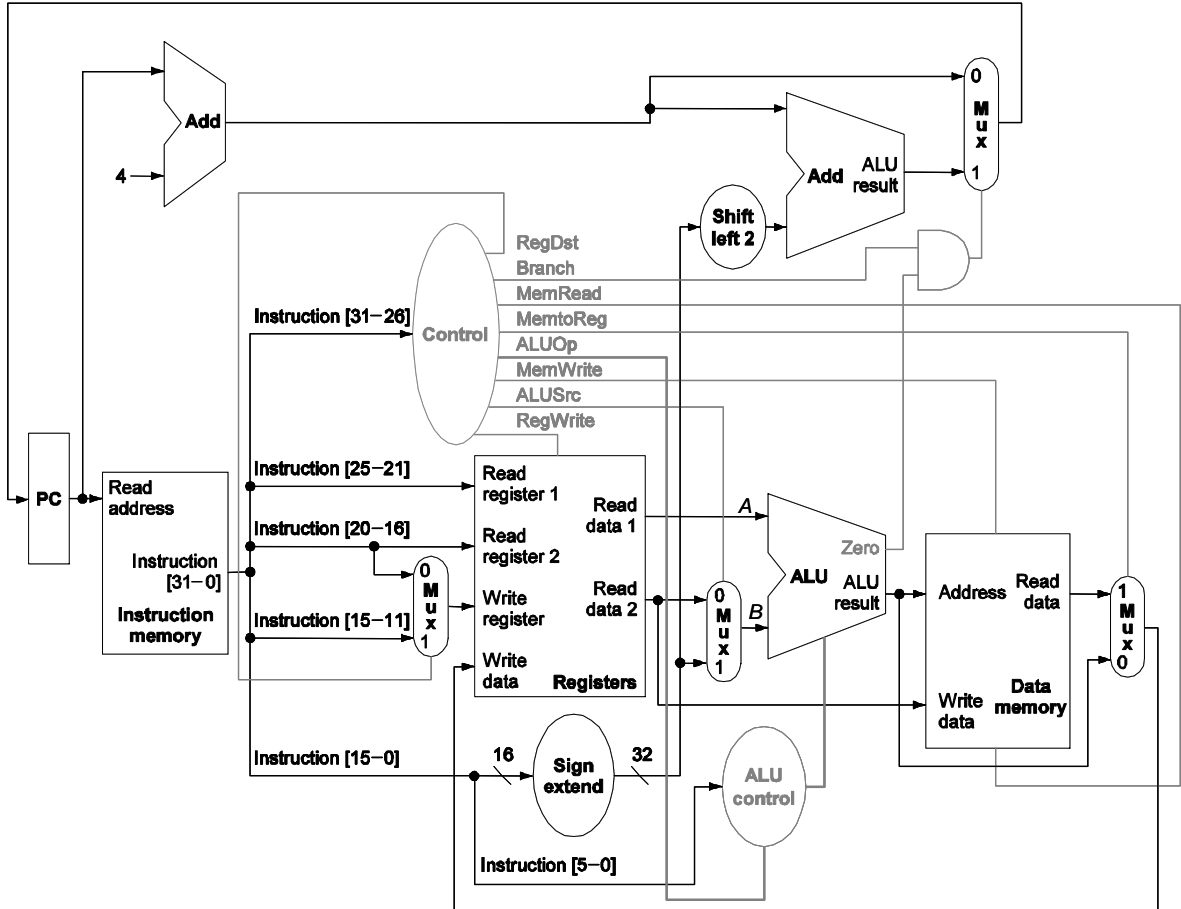 Add
4
0
Mux
1
Add
ALU
result
Shift
left 2
RegDst
Branch
MemRead
MemtoReg
ALUOp
MemWrite
ALUSrc
RegWrite
Control
Instruction [31–26]
Instruction [25–21]
Instruction [20–16]
Instruction [15–11]
Instruction [15–0]
Instruction [5–0]
PC
Read
address
Instruction
[31–0]
Instruction
memory
0
Mux
1
Read
register 1
Read
register 2
Write
register
Write
data
Read
data 1
Read
data 2
Registers
16
Sign
extend
32
0
Mux
1
A
B
Zero
ALU
ALU
result
ALU
control
Address
Read
data
Write
data
Data
memory
1
Mux
0